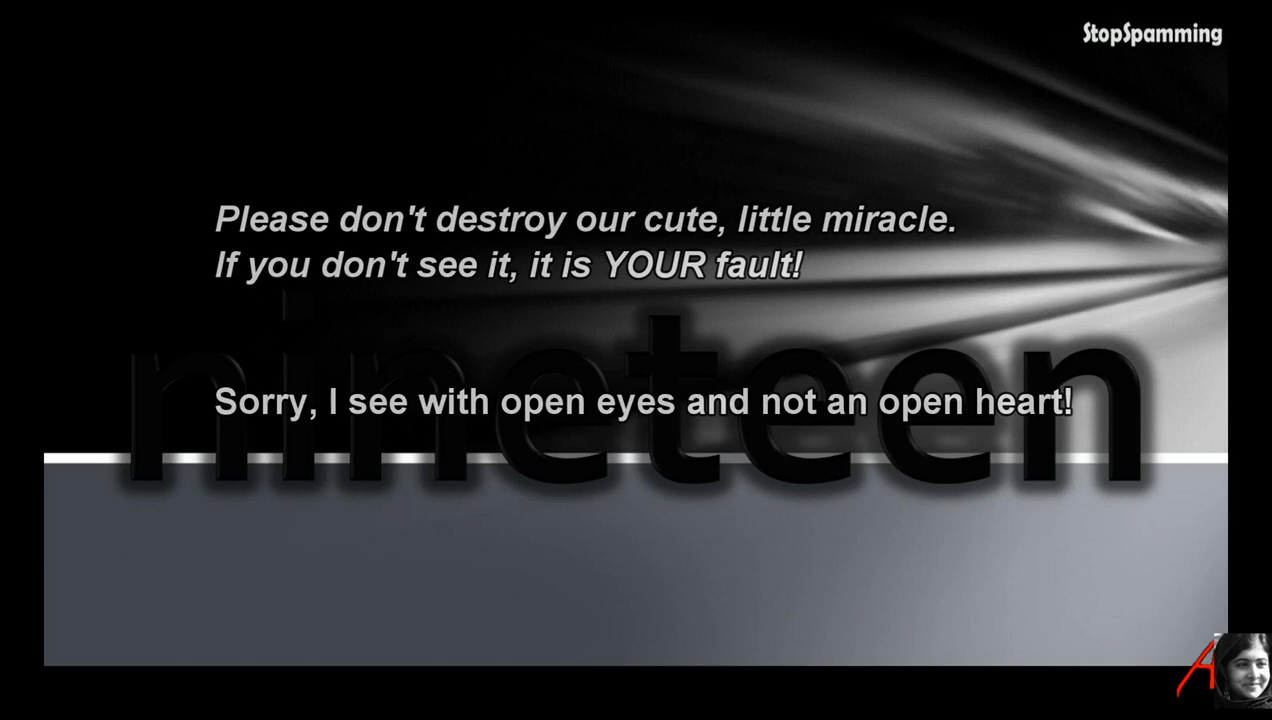 StopSpamming
Please don't destroy our cute, little miracle.
If you don't see it, it is YOUR fault!
nineteen
Sorry, I see with open eyes and not an open heart!
A